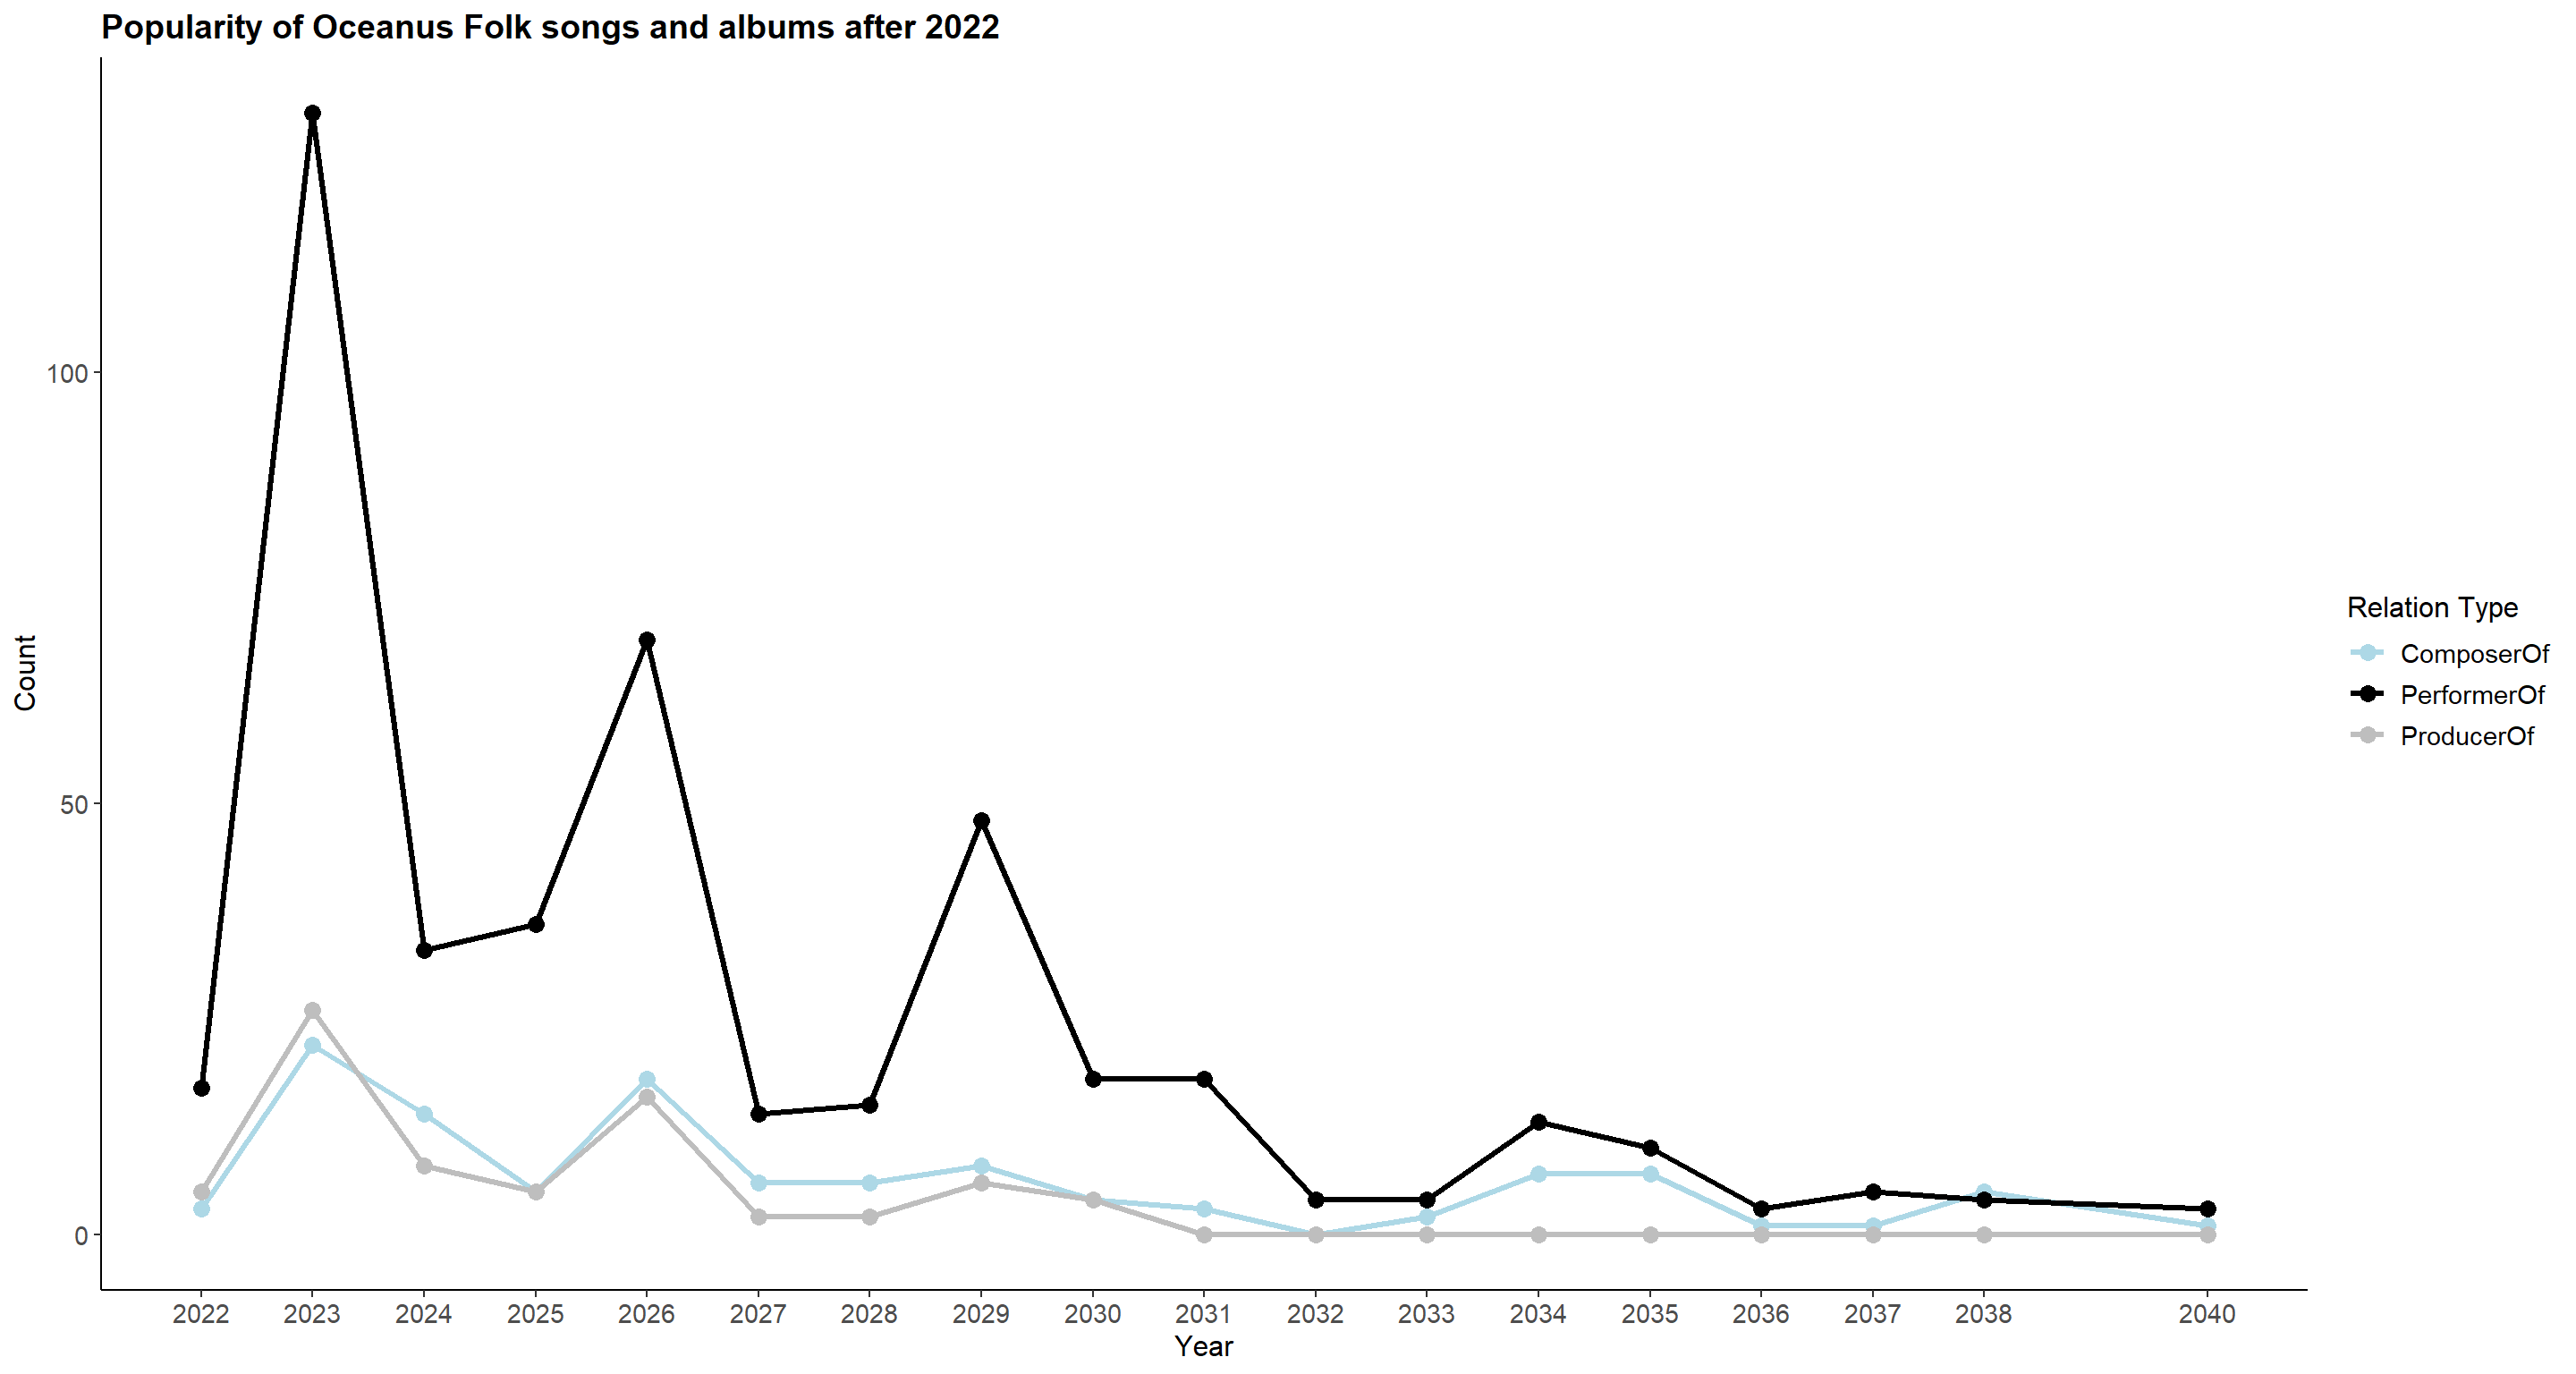 Popularity of Oceanus Folk songs and albums after 2022
Count
100
50
0
2022 2023 2024 2025 2026 2027 2028 2029 2030 2031 2032 2033 2034 2035 2036 2037 2038 2040
Year
Relation Type
ComposerOf
PerformerOf
ProducerOf